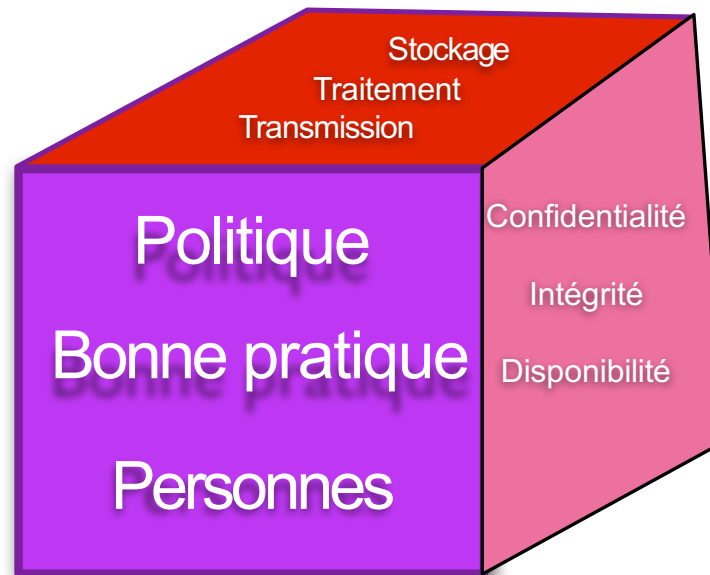 Stockage
Traitement
Transmission
Politique
Bonne pratique
Personnes
Confidentialité
Intégrité
Disponibilité